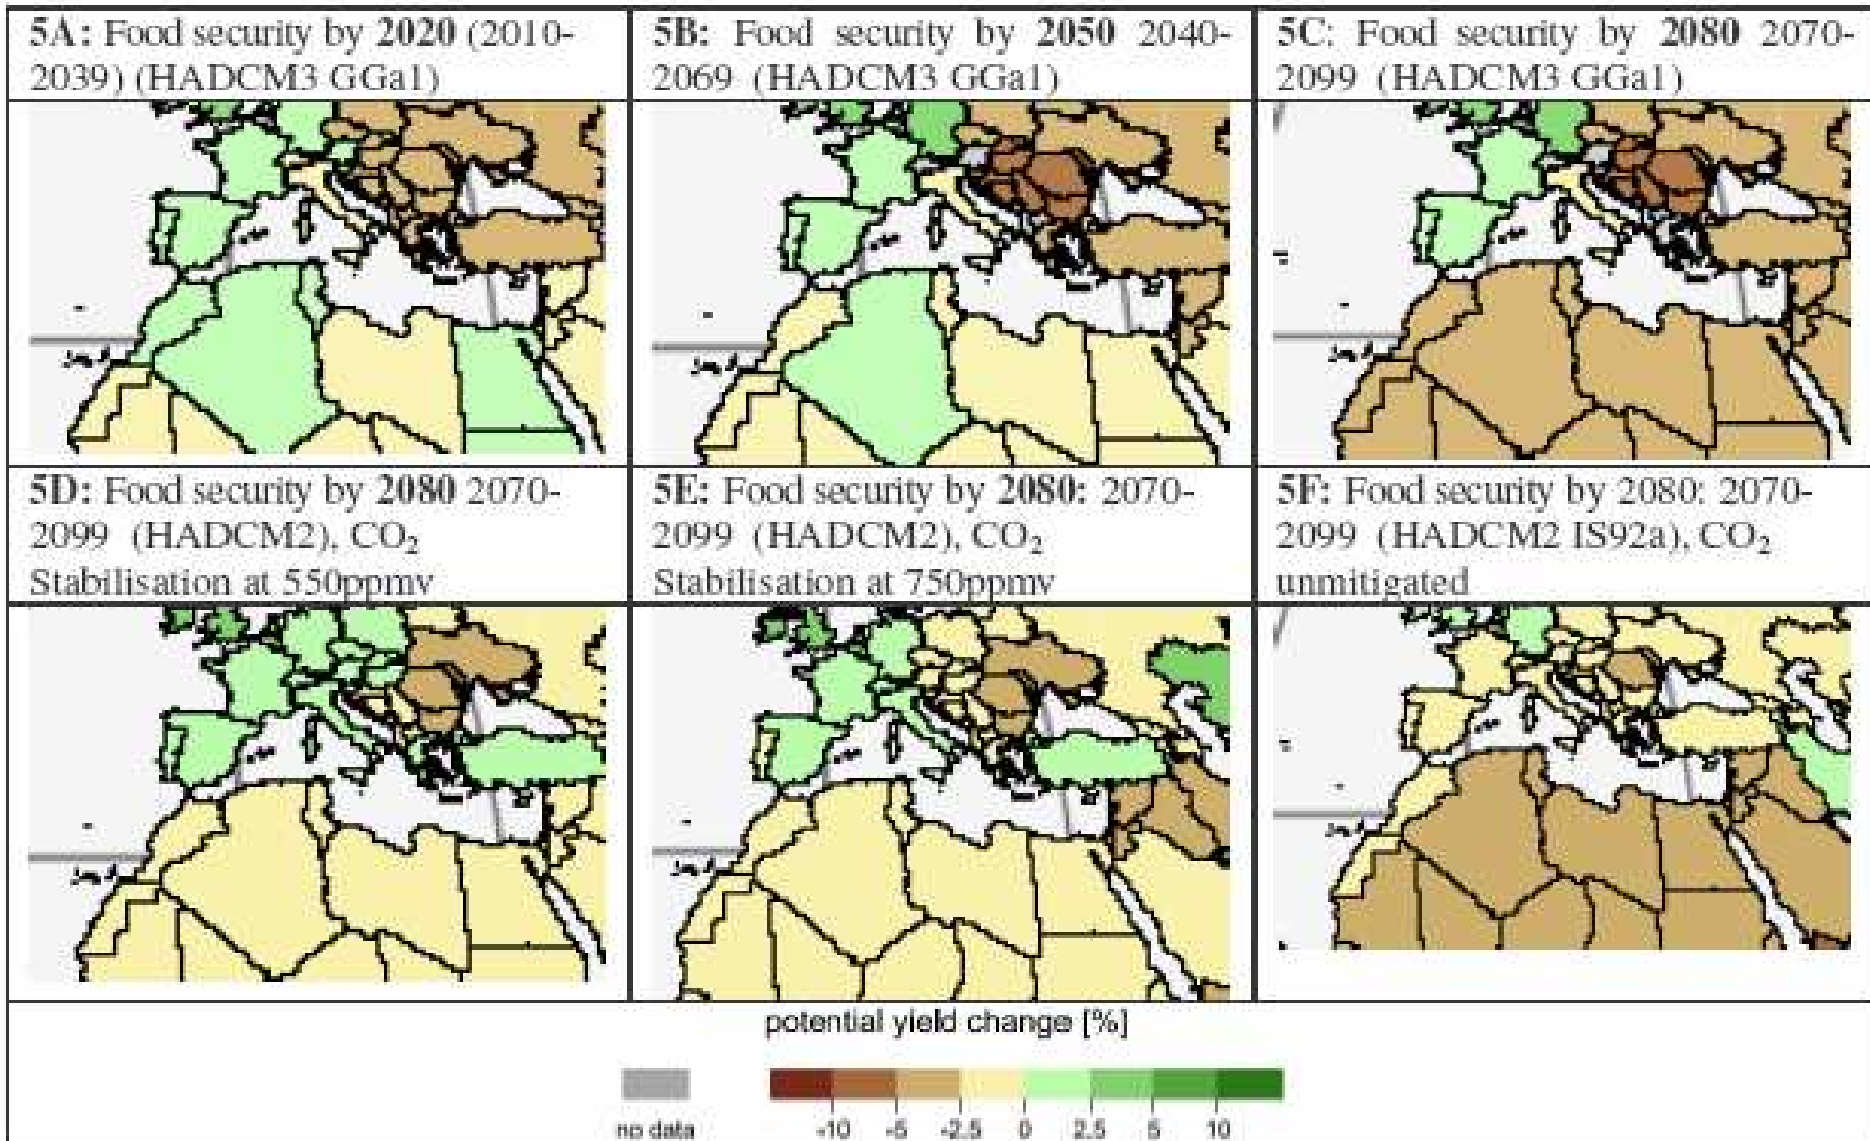 5A: Food security by 2020 (2010-
2039) (HADCM3 GGa1)
5B: Food security by 2050 2040-
2069 (HADCM3 GGa1)
5C: Food security by 2080 2070-
2099 (HADCM3 GGa1)
5D: Food security by 2080 2070-
2099 (HADCM2), CO₂
Stabilisation at 550ppmv
5E: Food security by 2080: 2070-
2099 (HADCM2), CO₂
Stabilisation at 750ppmv
5F: Food security by 2080: 2070-
2099 (HADCM2 IS92a), CO₂
unmitigated
potential yield change [%]
no data -10 -5 -2.5 0 2.5 5 10